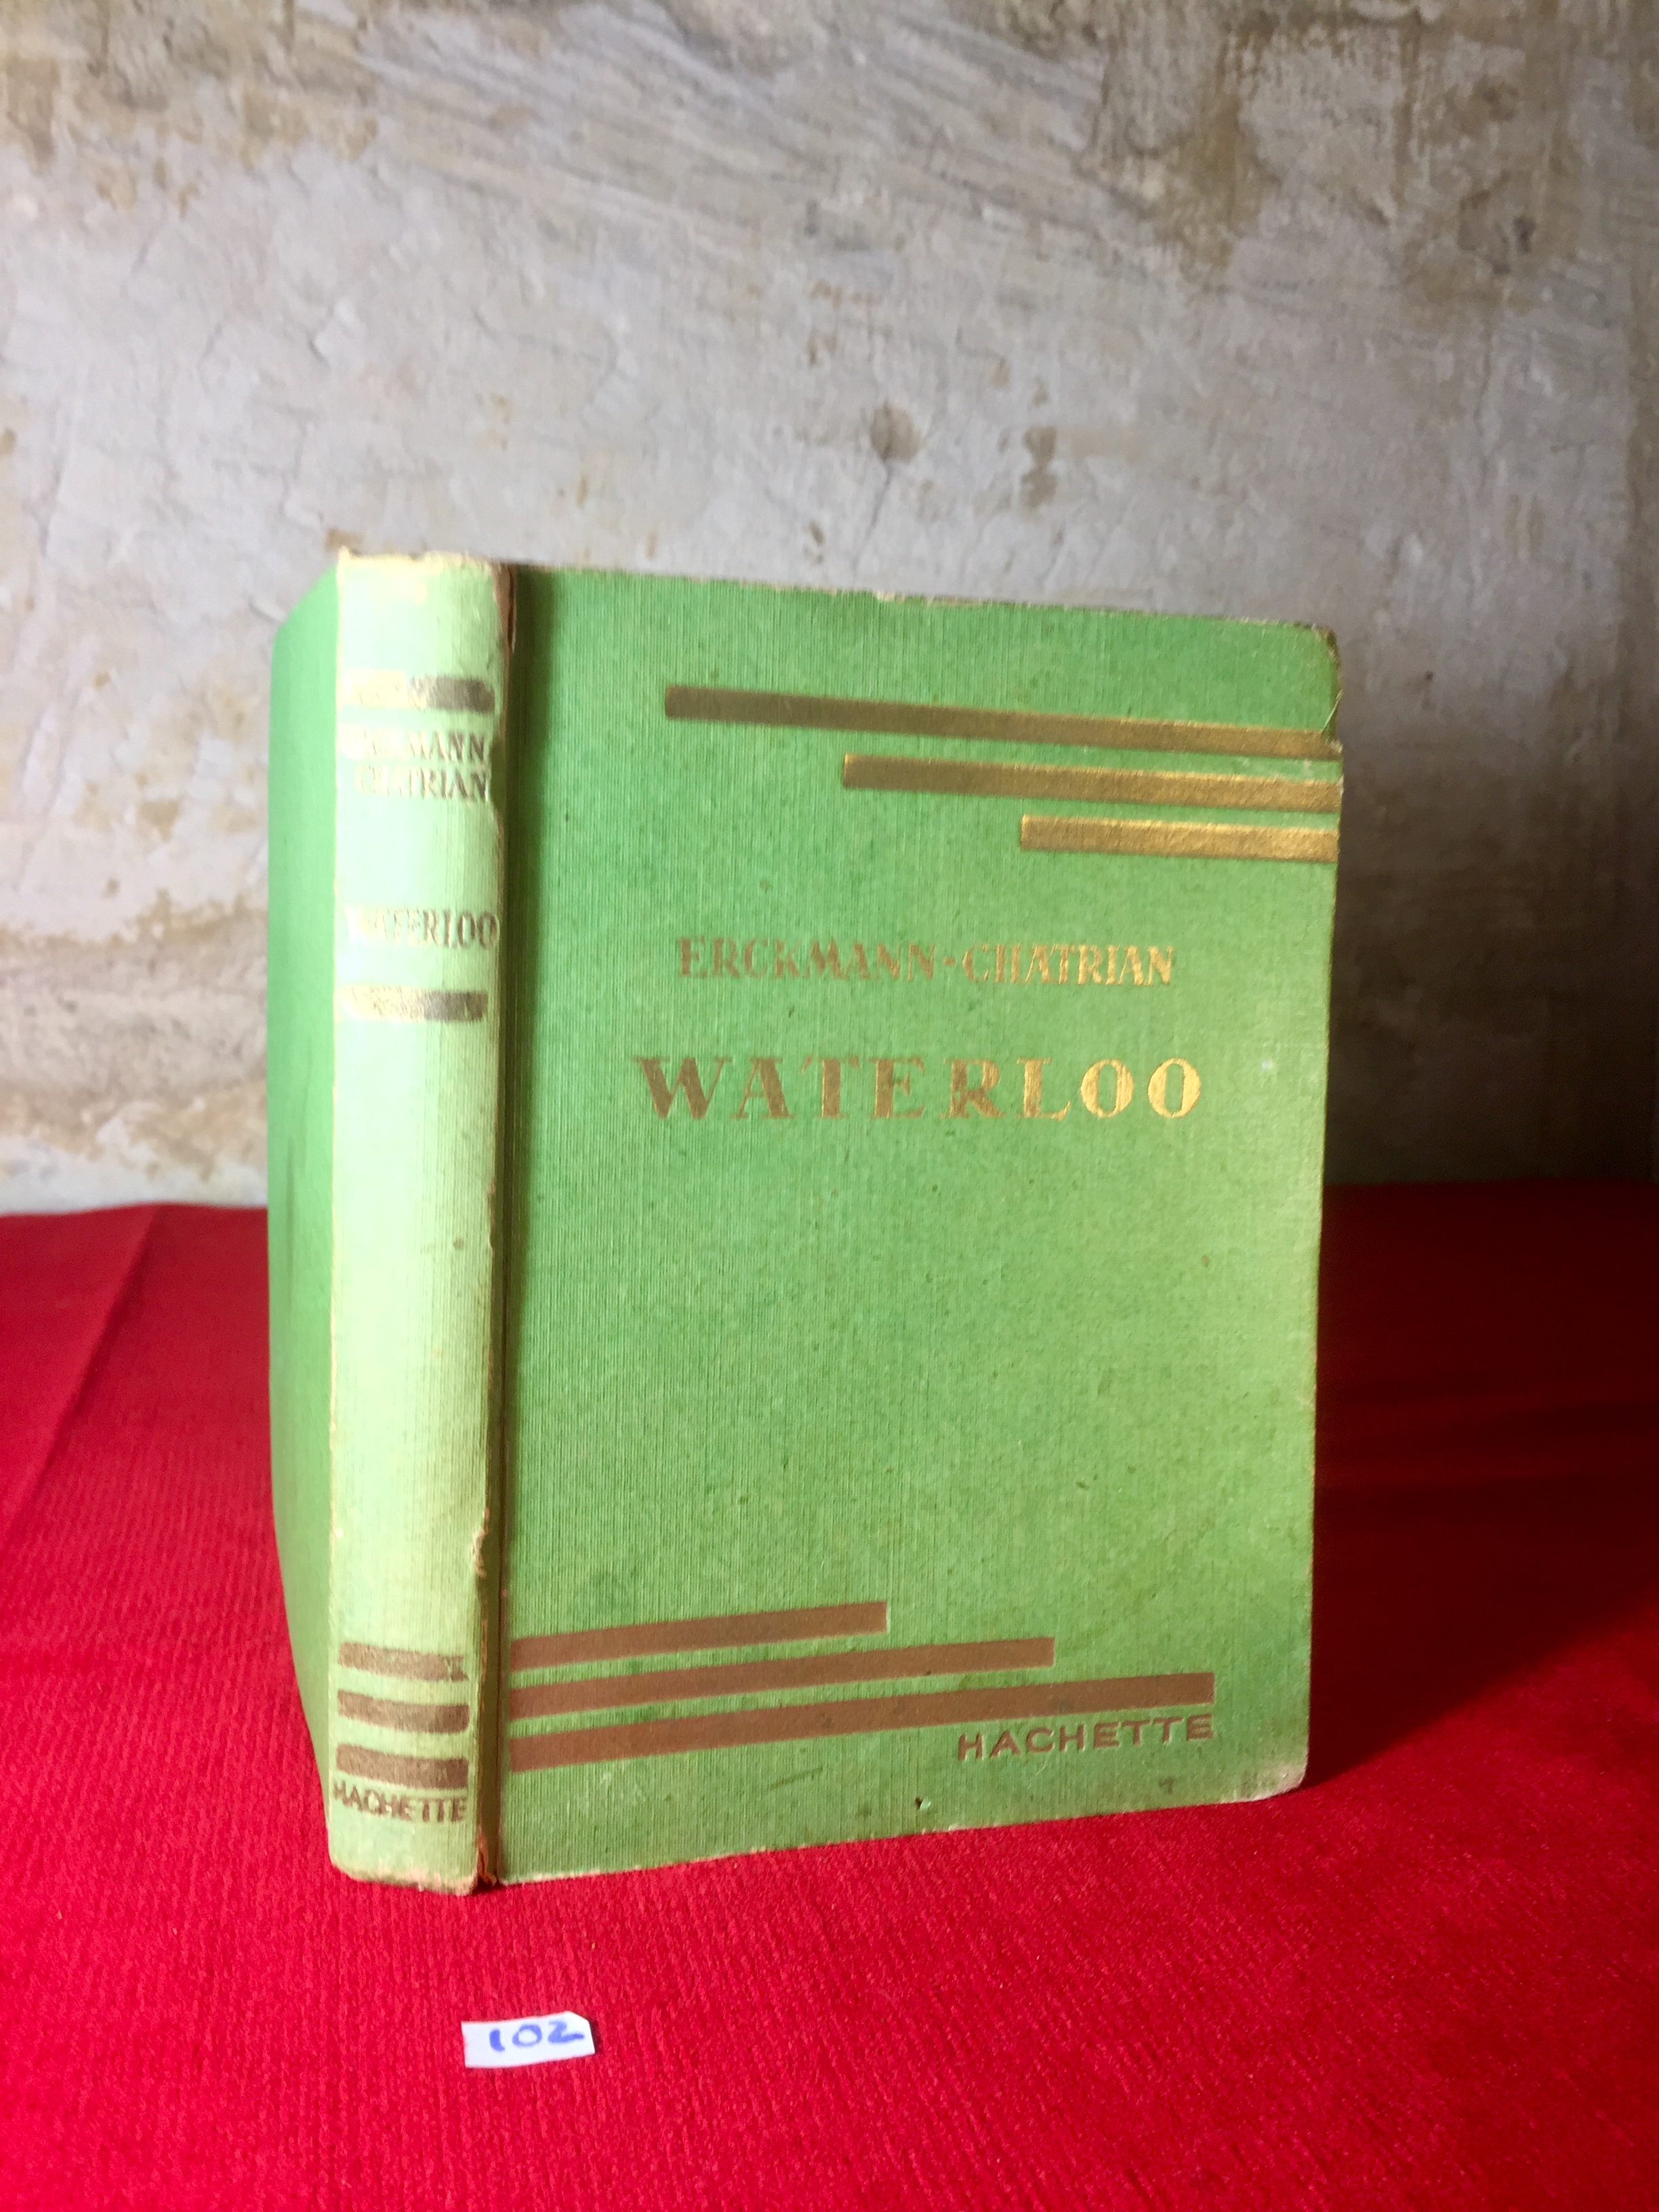 ERCKMANN
CHATRIAN
WATERLOO
HACHETTE
ERCKMANN-CHATRIAN
WATERLOO
HACHETTE
102